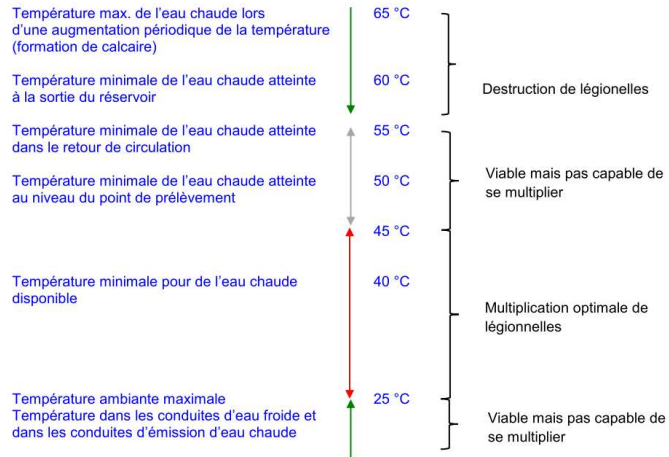 Température max. de l'eau chaude lors
d'une augmentation périodique de la température
(formation de calcaire)
65 °C
Température minimale de l'eau chaude atteinte
à la sortie du réservoir
60 °C
Destruction de légionelles
Température minimale de l'eau chaude atteinte
dans le retour de circulation
55 °C
Température minimale de l'eau chaude atteinte
au niveau du point de prélèvement
50 °C
Viable mais pas capable de
se multiplier
45 °C
Température minimale pour de l'eau chaude
disponible
40 °C
Multiplication optimale de
légionnelles
Température ambiante maximale
25 °C
Température dans les conduites d'eau froide et
dans les conduites d'émission d'eau chaude
Viable mais pas capable de
se multiplier